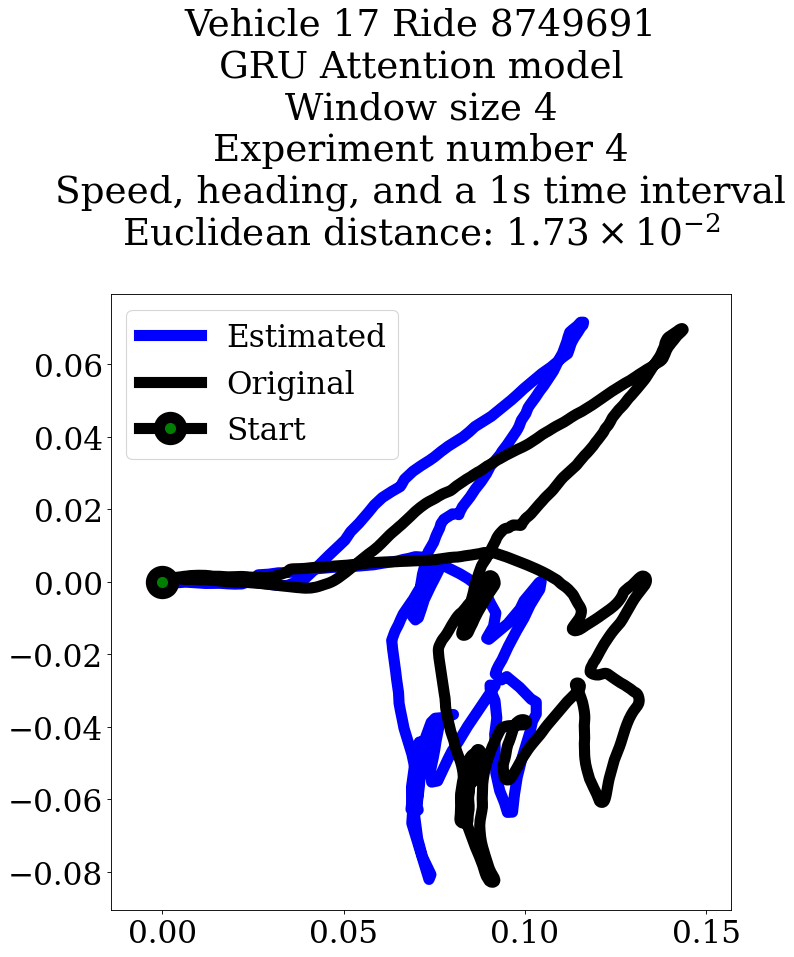 Vehicle 17 Ride 8749691
GRU Attention model
Window size 4
Experiment number 4
Speed, heading, and a 1s time interval
Euclidean distance: 1.73 × 10⁻²
Estimated
Original
Start
0.06
0.04
0.02
0.00
−0.02
−0.04
−0.06
−0.08
0.00 0.05 0.10 0.15